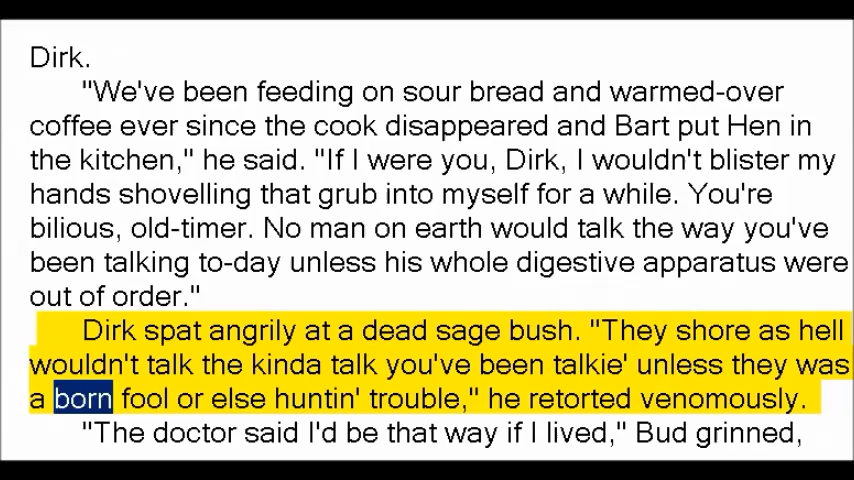 Dirk.
"We've been feeding on sour bread and warmed-over
coffee ever since the cook disappeared and Bart put Hen in
the kitchen," he said. "If I were you, Dirk, I wouldn't blister my
hands shovelling that grub into myself for a while. You're
bilious, old-timer. No man on earth would talk the way you've
been talking to-day unless his whole digestive apparatus were
out of order."
Dirk spat angrily at a dead sage bush. "They shore as hell
wouldn't talk the kinda talk you've been talkie' unless they was
a born fool or else huntin' trouble," he retorted venomously.
"The doctor said I'd be that way if I lived," Bud grinned,